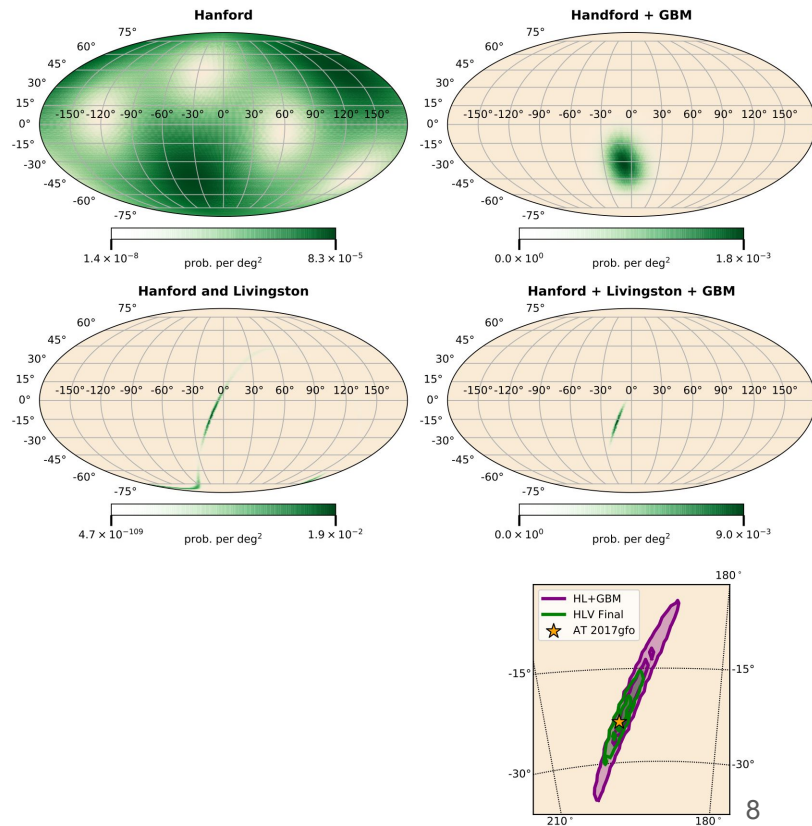 Hanford
75°
60°
45°
30°
15°
0°
-15°
-30°
-45°
-60°
-75°
-150°-120° -90° -60° -30° 0° 30° 60° 90° 120° 150°
1.4 × 10⁻⁸
8.3 × 10⁻⁵
prob. per deg²
Handford + GBM
75°
60°
45°
30°
15°
0°
-15°
-30°
-45°
-60°
-75°
-150°-120° -90° -60° -30° 0° 30° 60° 90° 120° 150°
0.0 × 10⁰
1.8 × 10⁻³
prob. per deg²
Hanford and Livingston
75°
60°
45°
30°
15°
0°
-15°
-30°
-45°
-60°
-75°
-150°-120° -90° -60° -30° 0° 30° 60° 90° 120° 150°
4.7 × 10⁻¹⁰⁹
1.9 × 10⁻²
prob. per deg²
Hanford + Livingston + GBM
75°
60°
45°
30°
15°
0°
-15°
-30°
-45°
-60°
-75°
-150°-120° -90° -60° -30° 0° 30° 60° 90° 120° 150°
0.0 × 10⁰
9.0 × 10⁻³
prob. per deg²
180°
HL+GBM
HLV Final
AT 2017gfo
-15°
-15°
-30°
-30°
210°
180°
8